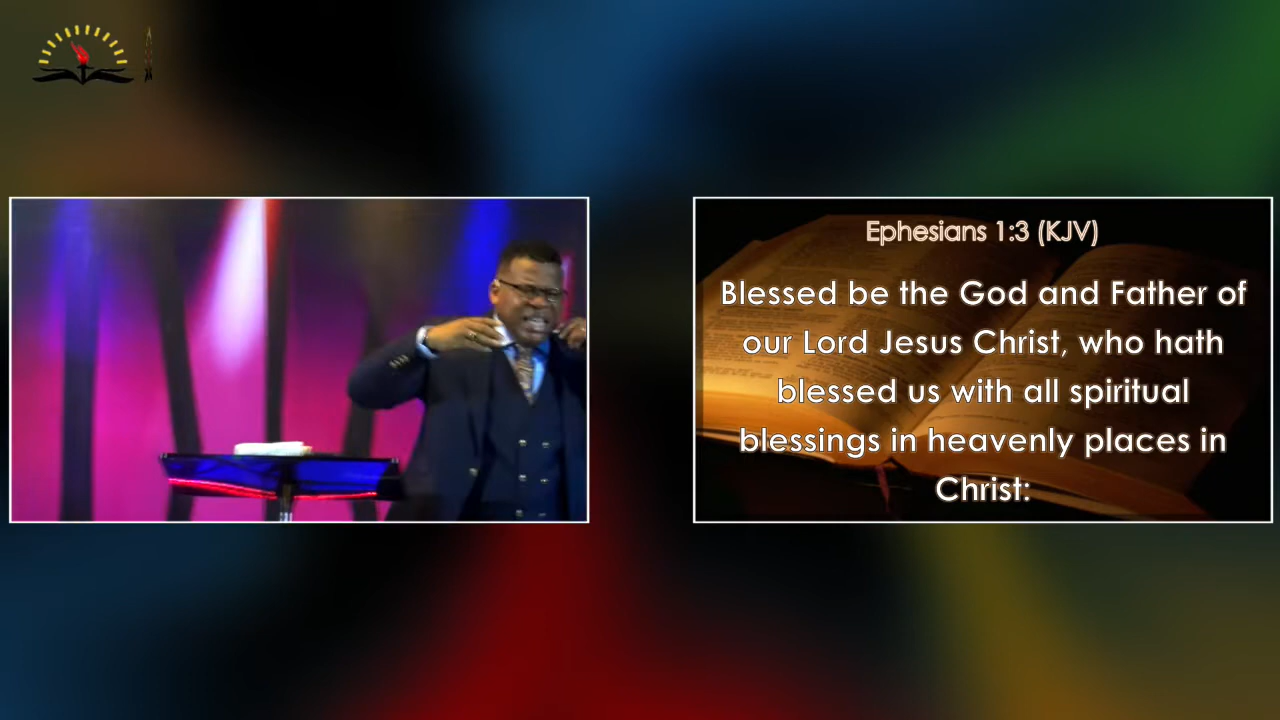 Ephesians 1:3 (KJV)
Blessed be the God and Father of
our Lord Jesus Christ, who hath
blessed us with all spiritual
blessings in heavenly places in
Christ: